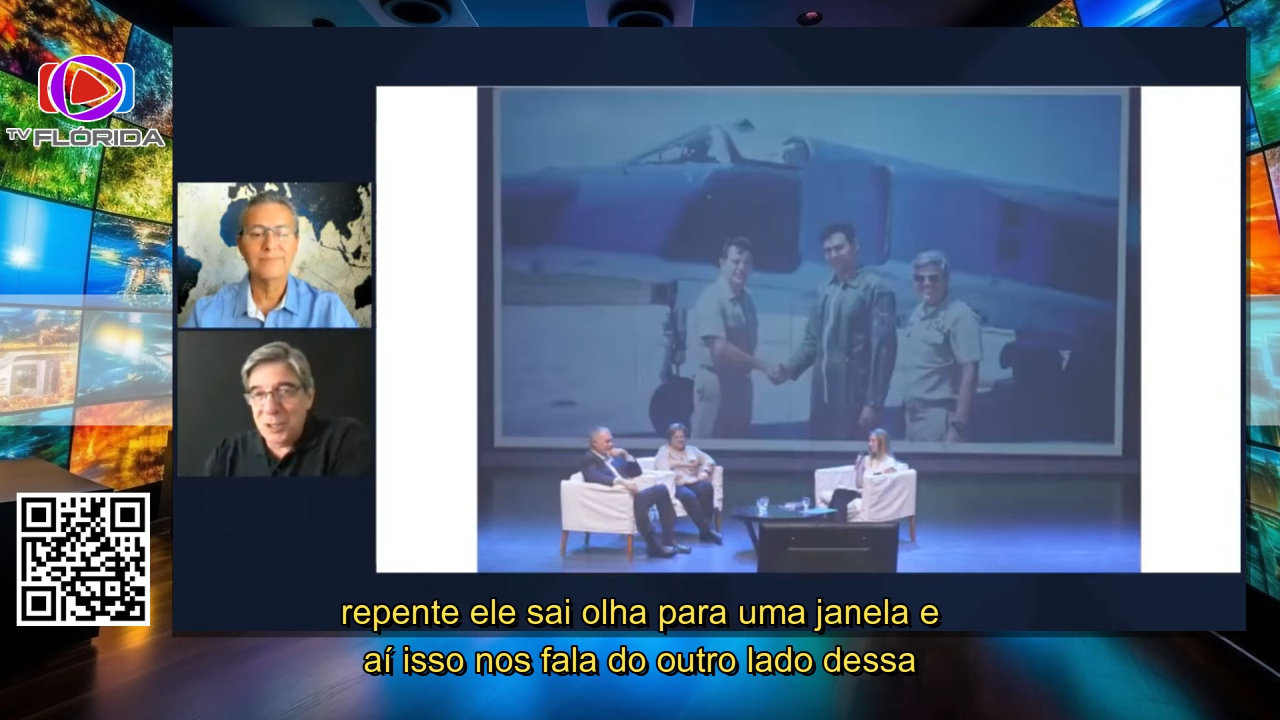 TV FLÓRIDA
repente ele sai olha para uma janela e
aí isso nos fala do outro lado dessa